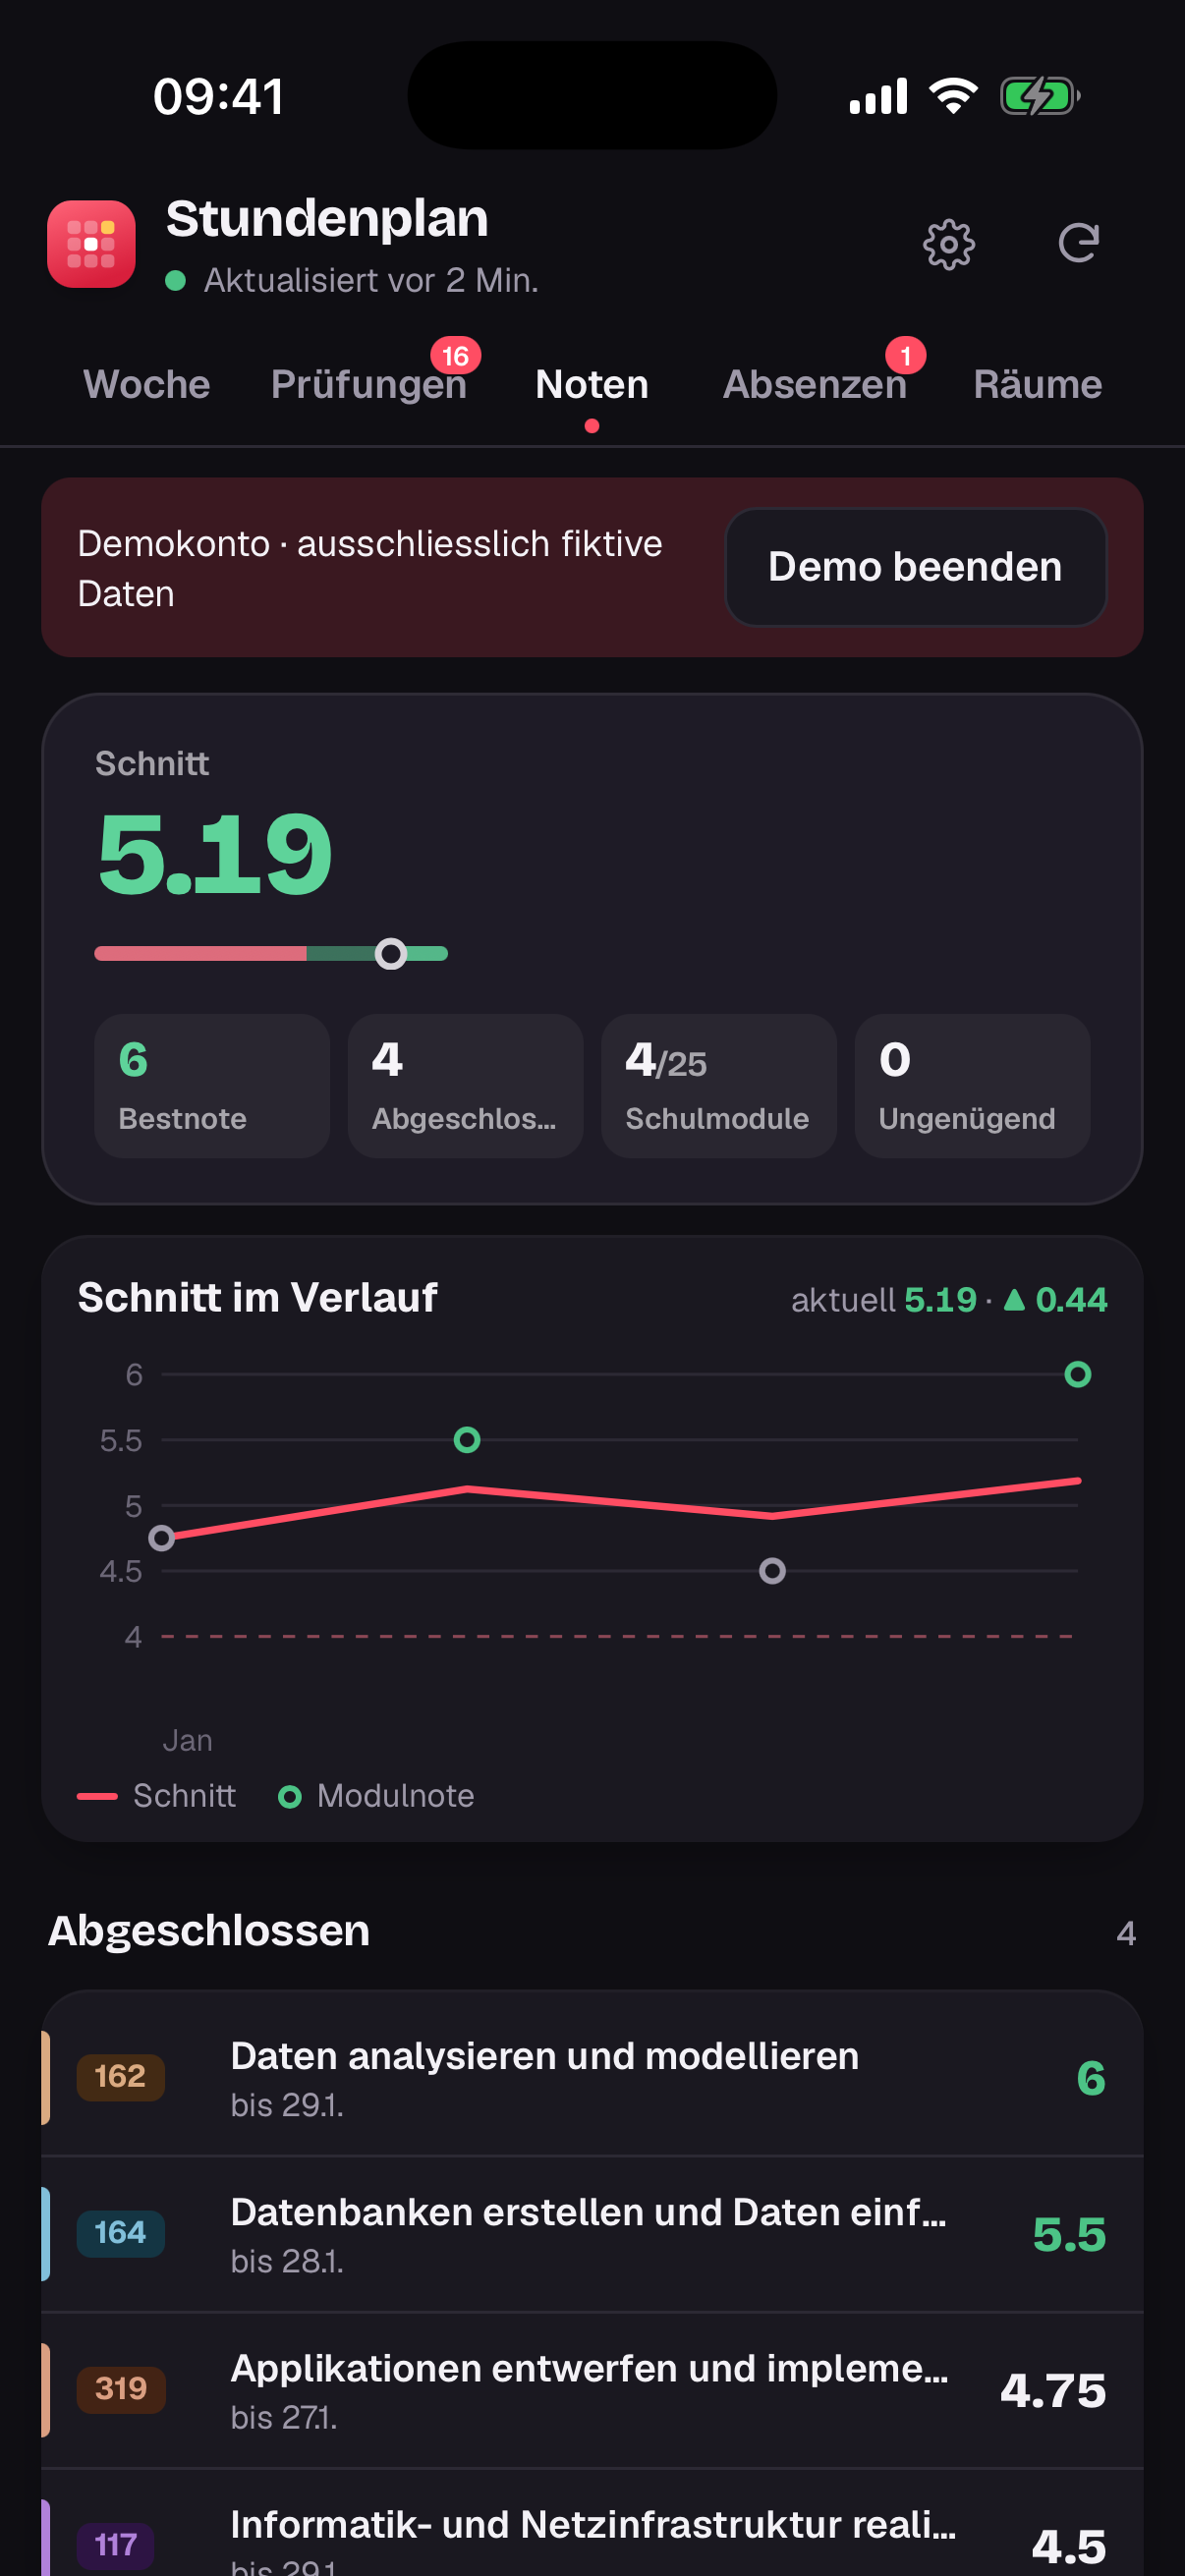 09:41
Stundenplan
Aktualisiert vor 2 Min.
Woche
Prüfungen
16
Noten
Absenzen
1
Räume
Demokonto · ausschliesslich fiktive
Daten
Demo beenden
Schnitt
5.19
6
Bestnote
4
Abgeschlos...
4/25
Schulmodule
0
Ungenügend
Schnitt im Verlauf
aktuell 5.19 · ▲ 0.44
6
5.5
5
4.5
4
Jan
Schnitt
Modulnote
Abgeschlossen
4
162
Daten analysieren und modellieren
bis 29.1.
6
164
Datenbanken erstellen und Daten einf...
bis 28.1.
5.5
319
Applikationen entwerfen und impleme...
bis 27.1.
4.75
117
Informatik- und Netzinfrastruktur reali...
bis 29.1.
4.5